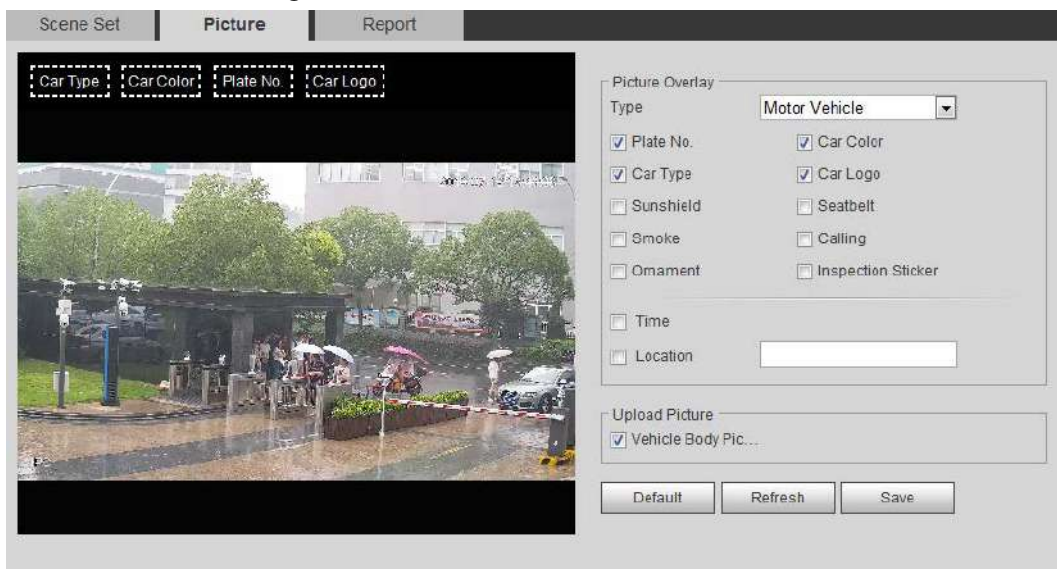 Scene Set Picture Report
Car Type Car Color Plate No. Car Logo
Picture Overlay
Type Motor Vehicle
Plate No. Car Color
Car Type Car Logo
Sunshield Seatbelt
Smoke Calling
Ornament Inspection Sticker
Time
Location
Upload Picture
Vehicle Body Pic...
Default Refresh Save